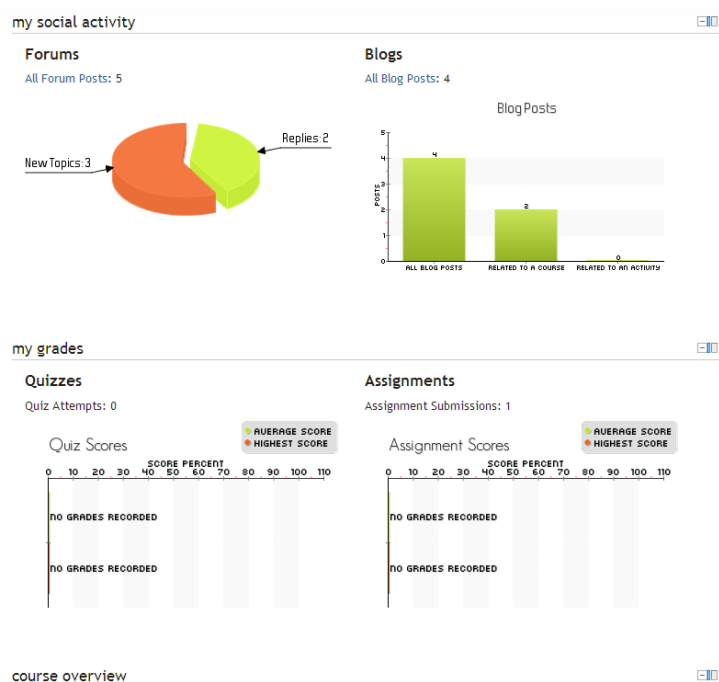 my social activity
Forums
All Forum Posts: 5
Replies:2
New Topics:3
Blogs
All Blog Posts: 4
Blog Posts
5
4
3
2
1
0
POSTS
4
2
0
ALL BLOG POSTS
RELATED TO A COURSE
RELATED TO AN ACTIVITY
my grades
Quizzes
Quiz Attempts: 0
AVERAGE SCORE
HIGHEST SCORE
Quiz Scores
SCORE PERCENT
0 10 20 30 40 50 60 70 80 90 100 110
NO GRADES RECORDED
NO GRADES RECORDED
Assignments
Assignment Submissions: 1
AVERAGE SCORE
HIGHEST SCORE
Assignment Scores
SCORE PERCENT
0 10 20 30 40 50 60 70 80 90 100 110
NO GRADES RECORDED
NO GRADES RECORDED
course overview